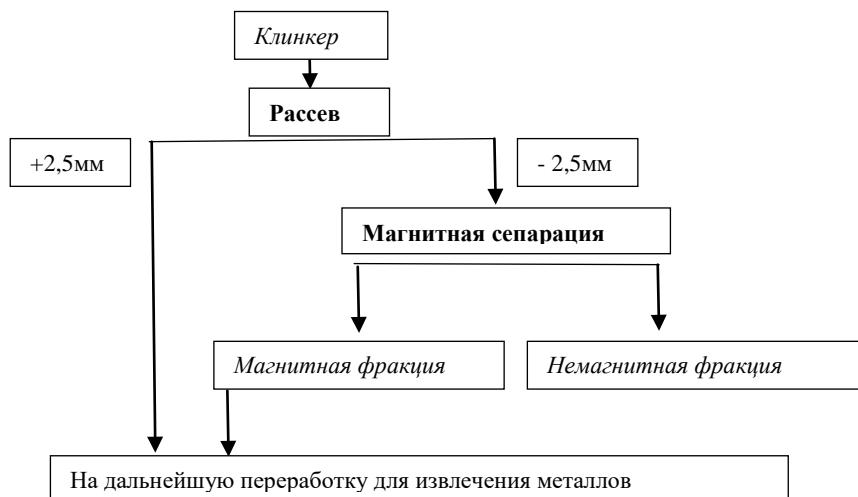 Клинкер
Рассев
+2,5мм
- 2,5мм
Магнитная сепарация
Магнитная фракция
Немагнитная фракция
На дальнейшую переработку для извлечения металлов